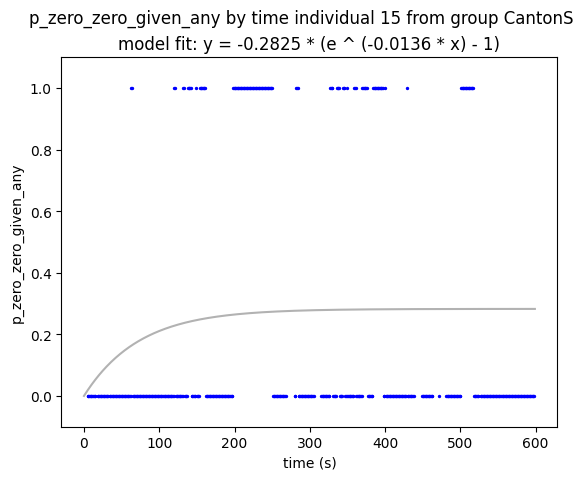 p_zero_zero_given_any by time individual 15 from group CantonS
model fit: y = -0.2825 * (e ^ (-0.0136 * x) - 1)
p_zero_zero_given_any
1.0
0.8
0.6
0.4
0.2
0.0
0 100 200 300 400 500 600
time (s)